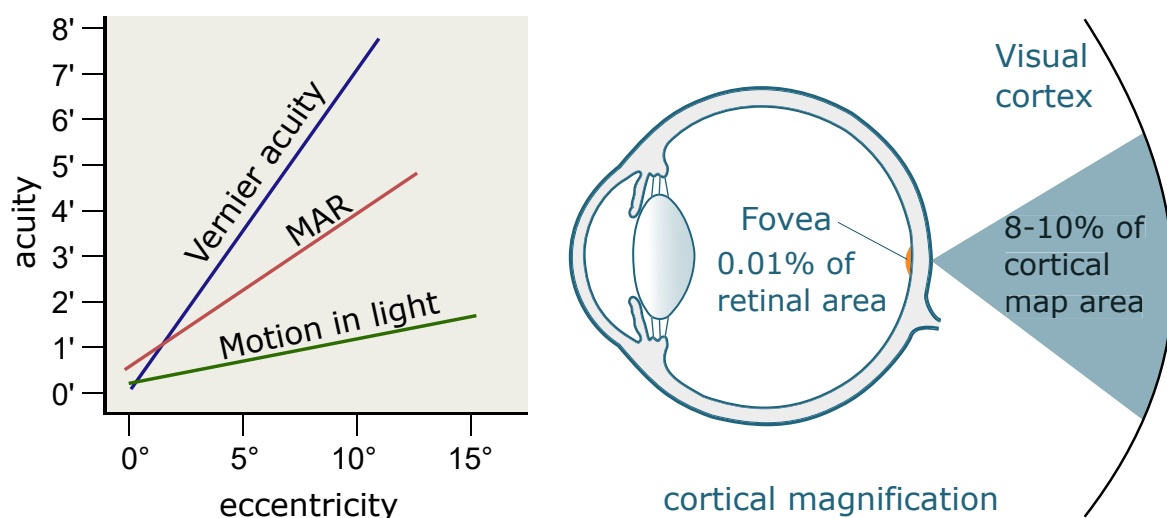 8'
7'
6'
5'
4'
3'
2'
1'
0'
acuity
Vernier acuity
MAR
Motion in light
0° 5° 10° 15°
eccentricity
Visual
cortex
Fovea
0.01% of
retinal area
8-10% of
cortical
map area
cortical magnification